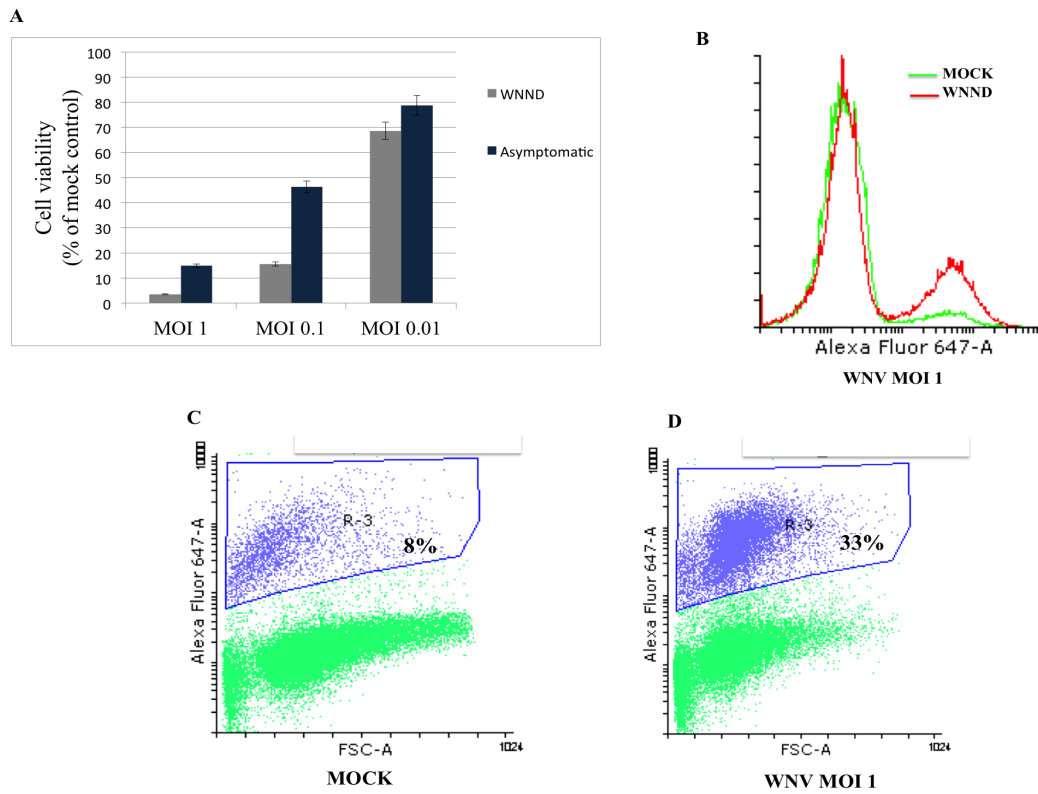 A
100
90
80
70
60
50
40
30
20
10
0
Cell viability
(% of mock control)
MOI 1
MOI 0.1
MOI 0.01
WNND
Asymptomatic
B
MOCK
WNND
Alexa Fluor 647-A
WNV MOI 1
C
Alexa Fluor 647-A
R-3
8%
FSC-A
1024
MOCK
D
Alexa Fluor 647-A
R-3
33%
FSC-A
1024
WNV MOI 1